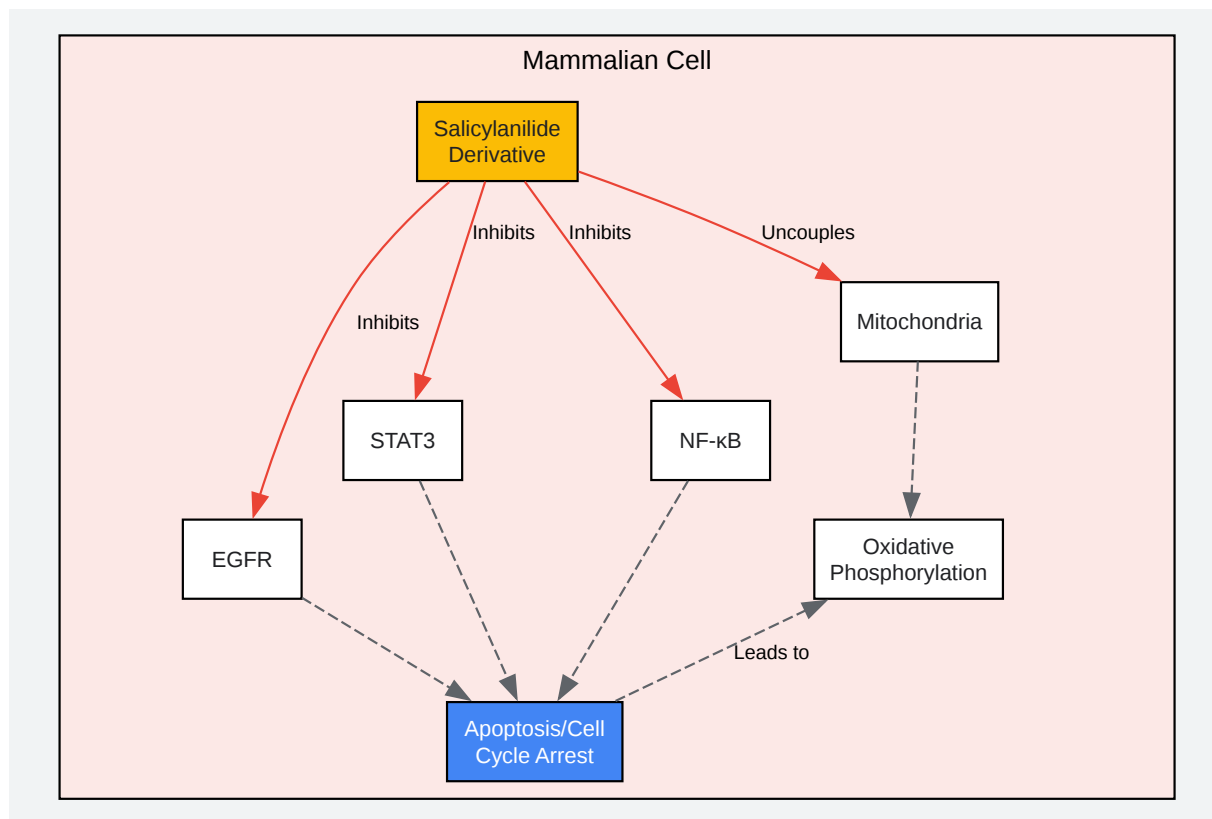 Mammalian Cell
Salicylanilide
Derivative
Inhibits
Inhibits
Uncouples
Inhibits
Mitochondria
STAT3
NF-κB
EGFR
Oxidative
Phosphorylation
Leads to
Apoptosis/Cell
Cycle Arrest